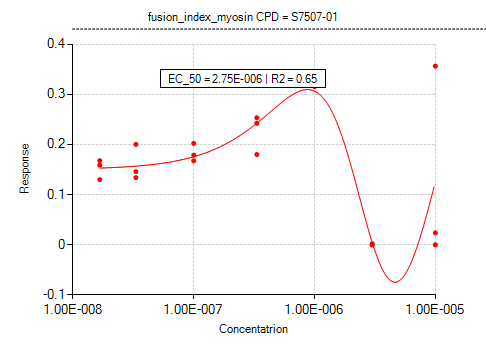 fusion_index_myosin CPD = S7507-01
0.4
EC_50 = 2.75E-006 | R2 = 0.65
0.3
0.2
Response
0.1
0
-0.1
1.00E-008 1.00E-007 1.00E-006 1.00E-005
Concentatrion